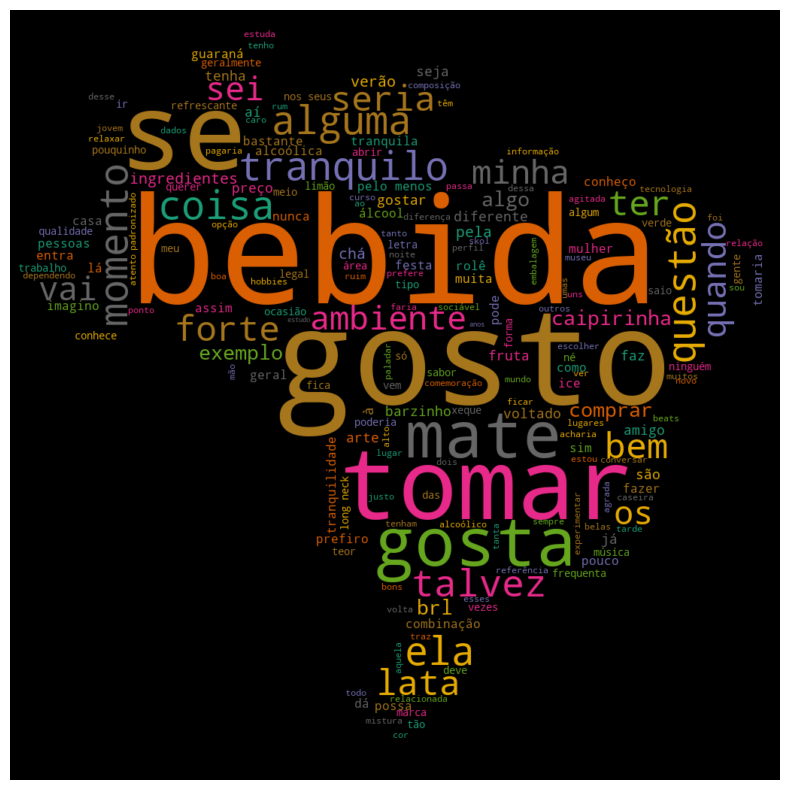 estuda
tenho
guaraná
geralmente
seja
sei
tenha
verão
composição
desse
ir
refrescante
nos seus
rum
caro
têm
seria
aí
se
alguma
jovem
dados
relaxar
pouquinho
pagaria
bastante
alcoólica
tranquila
abrir
informação
tranquilo
minha
ingredientes
querer
preço
meio
limão
pelo menos
passa
dessa
agitada
conheço
tecnologia
momento
casa
coisa
nunca
curso
gostar
algo
algum
verde
ter
qualidade
opção
ao
álcool
diferença
diferente
foi
pessoas
atento padronizado
meu
bebida
tanto
letra
skol
pela
mulher
questão
quando
relação
entra
chá
noite
perfil
embalagem
museu
gente
trabalho
lá
boa
legal
festa
área
prefere
rolê
umas
saio
sou
tomaria
dependendo
hobbies
ruim
tipo
muita
pode
vai
imagino
ponto
assim
ocasião
faria
sociável
uns
outros
forte
ambiente
forma
caipirinha
conhece
estudo
anos
exemplo
escolher
né
só
paladar
fruta
faz
ninguém
mão
geral
fica
gosto
vem
sabor
mundo
como
ver
muitos
comemoração
ice
novo
ficar
à
barzinho
xeque
voltado
lugares
comprar
beats
poderia
acharia
arte
alto
mate
bem
amigo
tranquilidade
long neck
lugar
sim
estou
conversar
dois
são
tomar
justo
das
fazer
caseira
experimentar
agrada
os
prefiro
tenham
alcoólico
sempre
belas
tarde
teor
gosta
tanta
já
música
pouco
referência
frequenta
bons
talvez
esses
vezes
volta
brl
combinação
traz
aquela
ela
deve
todo
lata
relacionada
dá
possa
marca
mistura
tão
cor